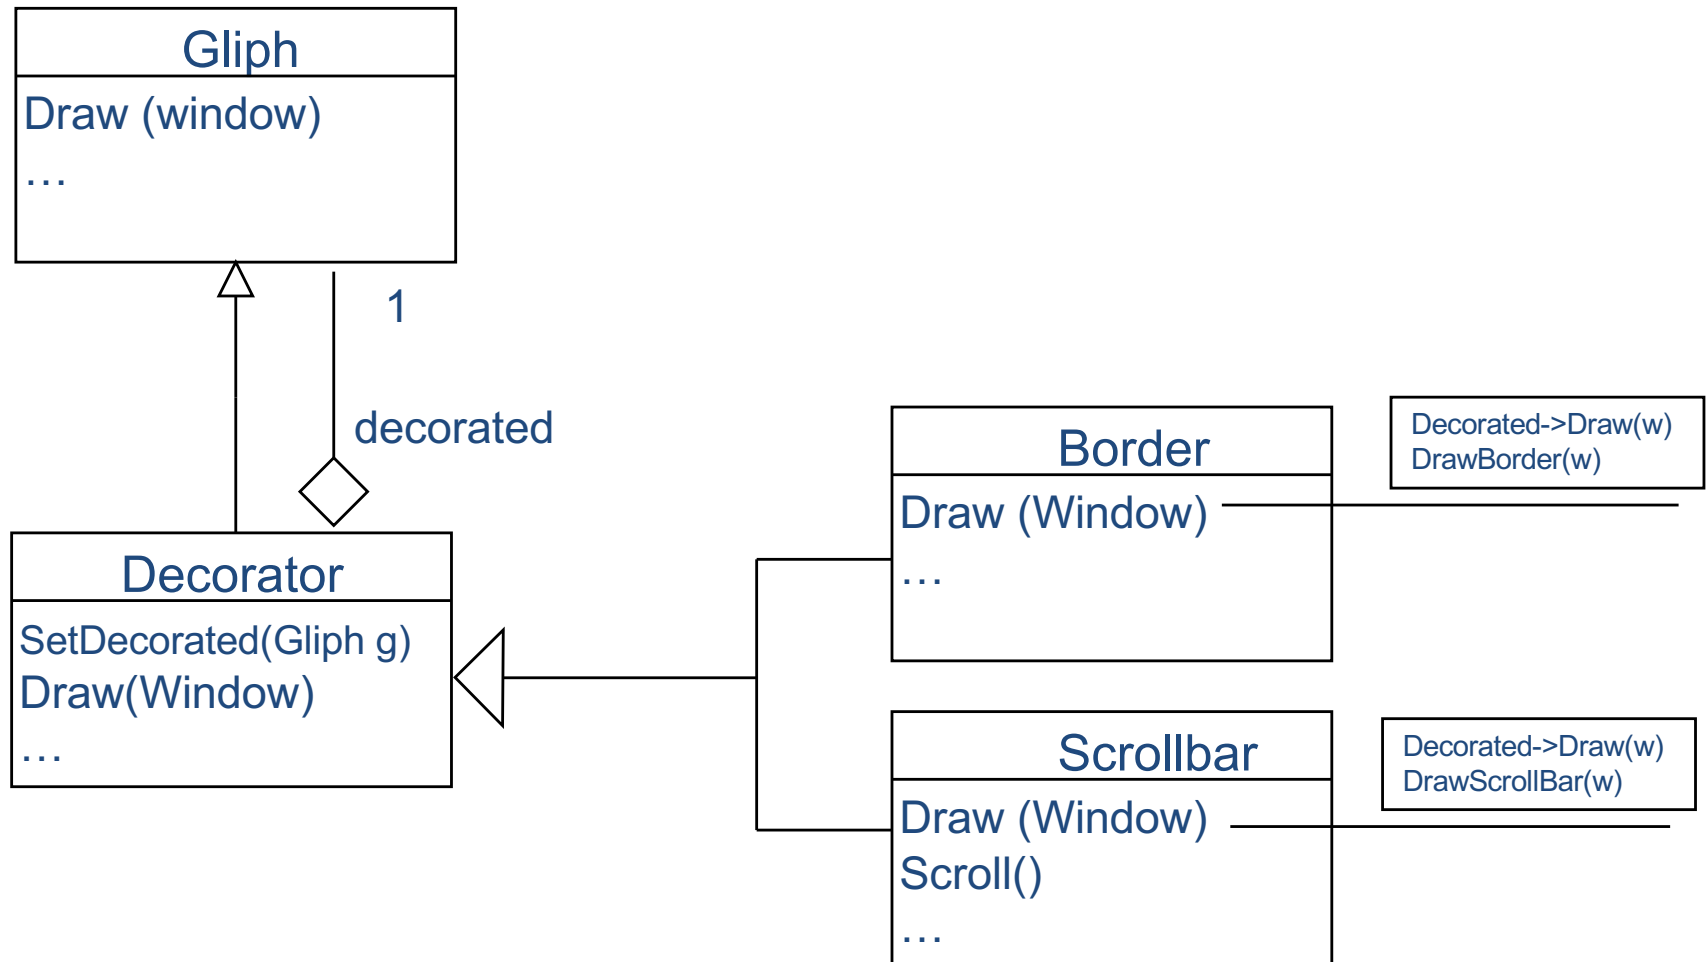 Gliph
Draw (window)
…
1
decorated
Decorator
SetDecorated(Gliph g)
Draw(Window)
…
Border
Draw (Window)
…
Decorated->Draw(w)
DrawBorder(w)
Scrollbar
Draw (Window)
Scroll()
…
Decorated->Draw(w)
DrawScrollBar(w)